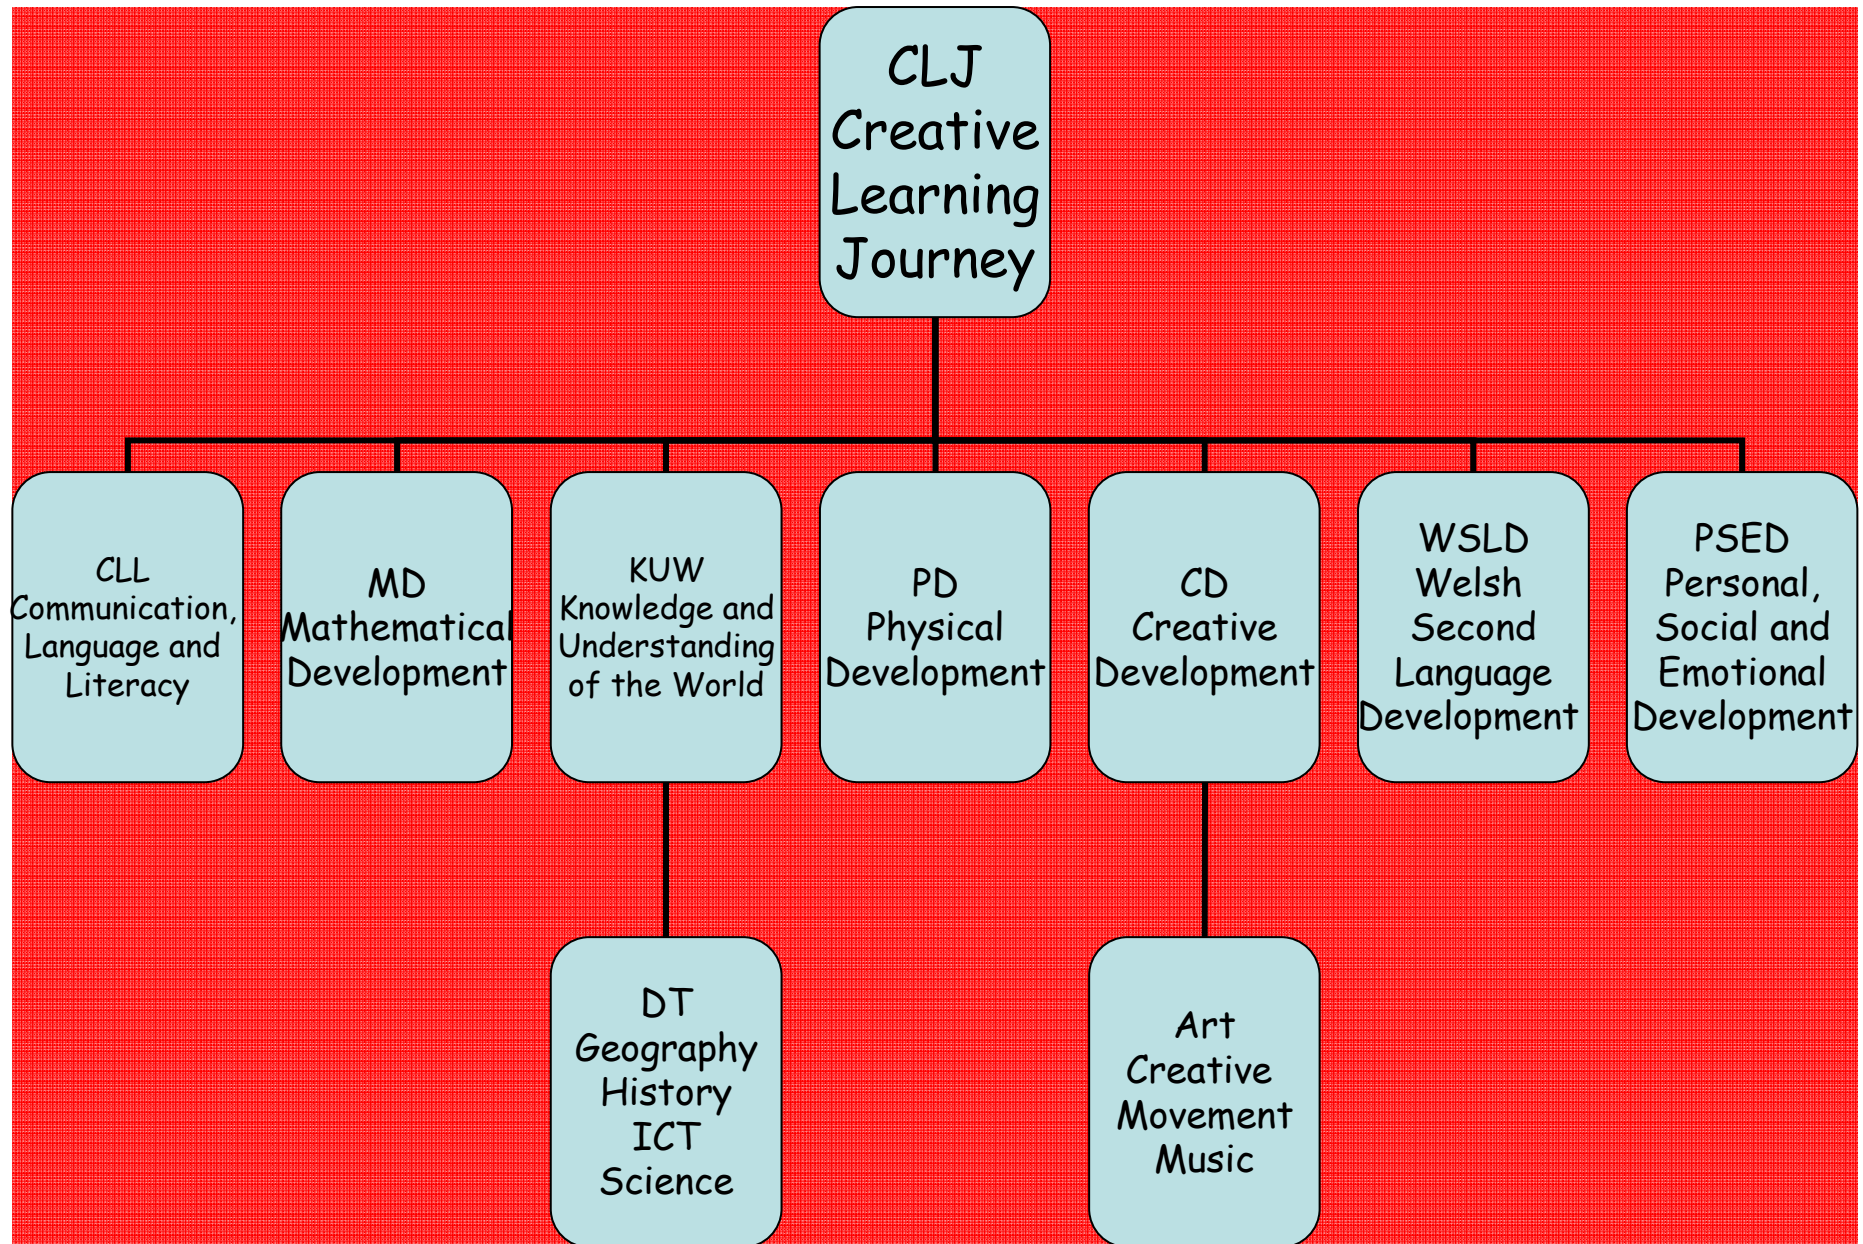 CLJ
Creative
Learning
Journey
CLL
Communication,
Language and
Literacy
MD
Mathematical
Development
KUW
Knowledge and
Understanding
of the World
PD
Physical
Development
CD
Creative
Development
WSLD
Welsh
Second
Language
Development
PSED
Personal,
Social and
Emotional
Development
DT
Geography
History
ICT
Science
Art
Creative
Movement
Music